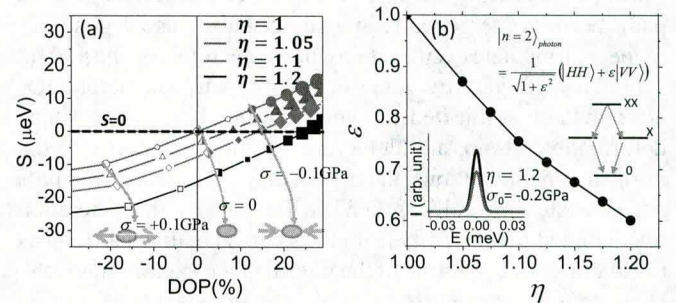 (a)
η = 1
η = 1.05
η = 1.1
η = 1.2
S (μeV)
30
20
10
0
-10
-20
-30
S=0
σ= -0.1GPa
σ = 0
σ=+0.1GPa
-20 -10 0 10 20
DOP(%)
(b)
|n = 2⟩photon
= 1/√(1+ε²) (|HH⟩ + ε|VV⟩)
XX
X
0
ε
1.0
0.9
0.8
0.7
0.6
I (arb. unit)
η = 1.2
σ0= -0.2GPa
-0.03 0.00 0.03
E (meV)
1.00 1.05 1.10 1.15 1.20
η